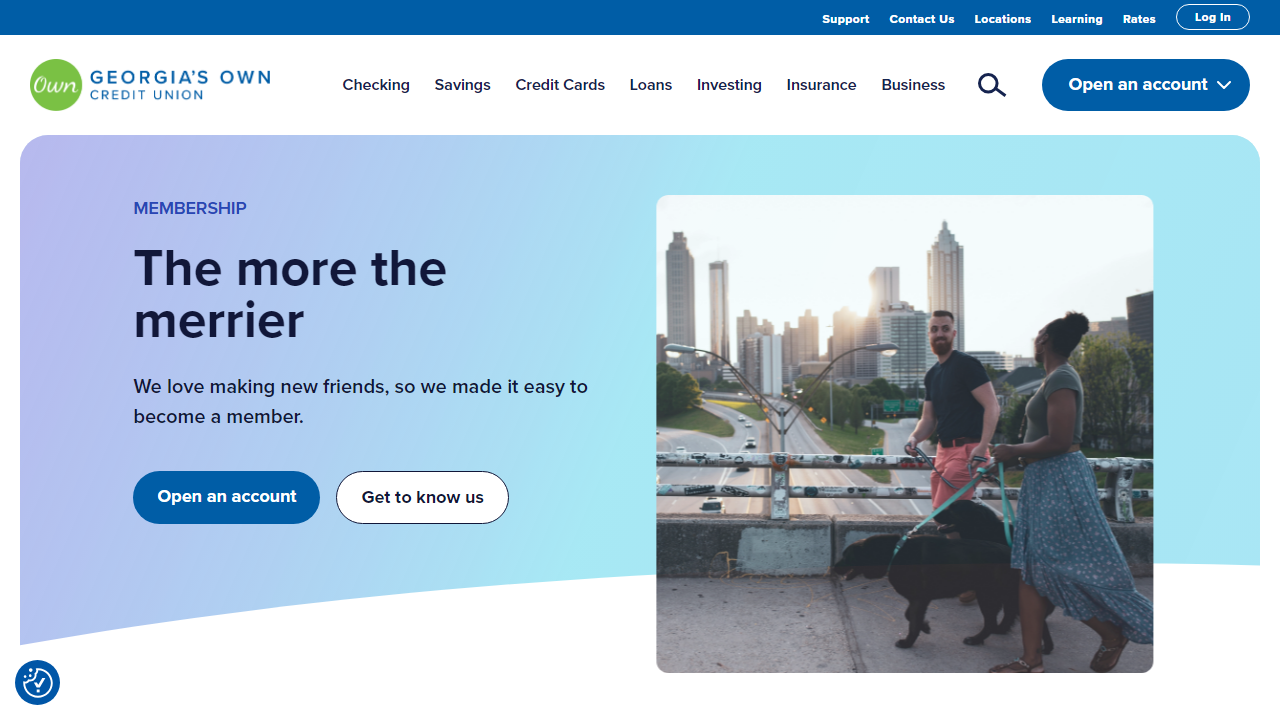 Support Contact Us Locations Learning Rates Log In
Own GEORGIA'S OWN
CREDIT UNION
Checking Savings Credit Cards Loans Investing Insurance Business Open an account
MEMBERSHIP
The more the
merrier
We love making new friends, so we made it easy to
become a member.
Open an account Get to know us